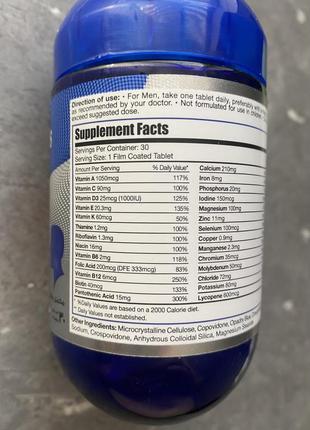 Direction of use: • For Men, take one tablet daily, preferably with
as recommended by your doctor. • Not formulated for use in children.
exceed suggested dose.
Supplement Facts
Servings Per Container: 30
Serving Size: 1 Film Coated Tablet
Amount Per Serving % Daily Value*
Vitamin A 1050mcg 117%
Vitamin C 90mg 100%
Vitamin D3 25mcg (1000IU) 125%
Vitamin E 20.3mg 135%
Vitamin K 60mcg 50%
Thiamine 1.2mg 100%
Riboflavin 1.3mg 100%
Niacin 16mg 100%
Vitamin B6 2mg 118%
Folic Acid 200mcg (DFE 333mcg) 83%
Vitamin B12 6mcg 250%
Biotin 40mcg 133%
Pantothenic Acid 15mg 300%
* %Daily Values are based on a 2000 Calorie diet.
* Daily Values not established.
Calcium 210mg
Iron 8mg
Phosphorus 20mg
Iodine 150mcg
Magnesium 100mg
Zinc 11mg
Selenium 100mcg
Copper 0.9mg
Manganese 2.3mg
Chromium 35mcg
Molybdenum 50mcg
Chloride 72mg
Potassium 80mg
Lycopene 600mcg
Other Ingredients: Microcrystalline Cellulose, Copovidone, Opadry Blue,
Sodium, Crospovidone, Anhydrous Colloidal Silica, Magnesium